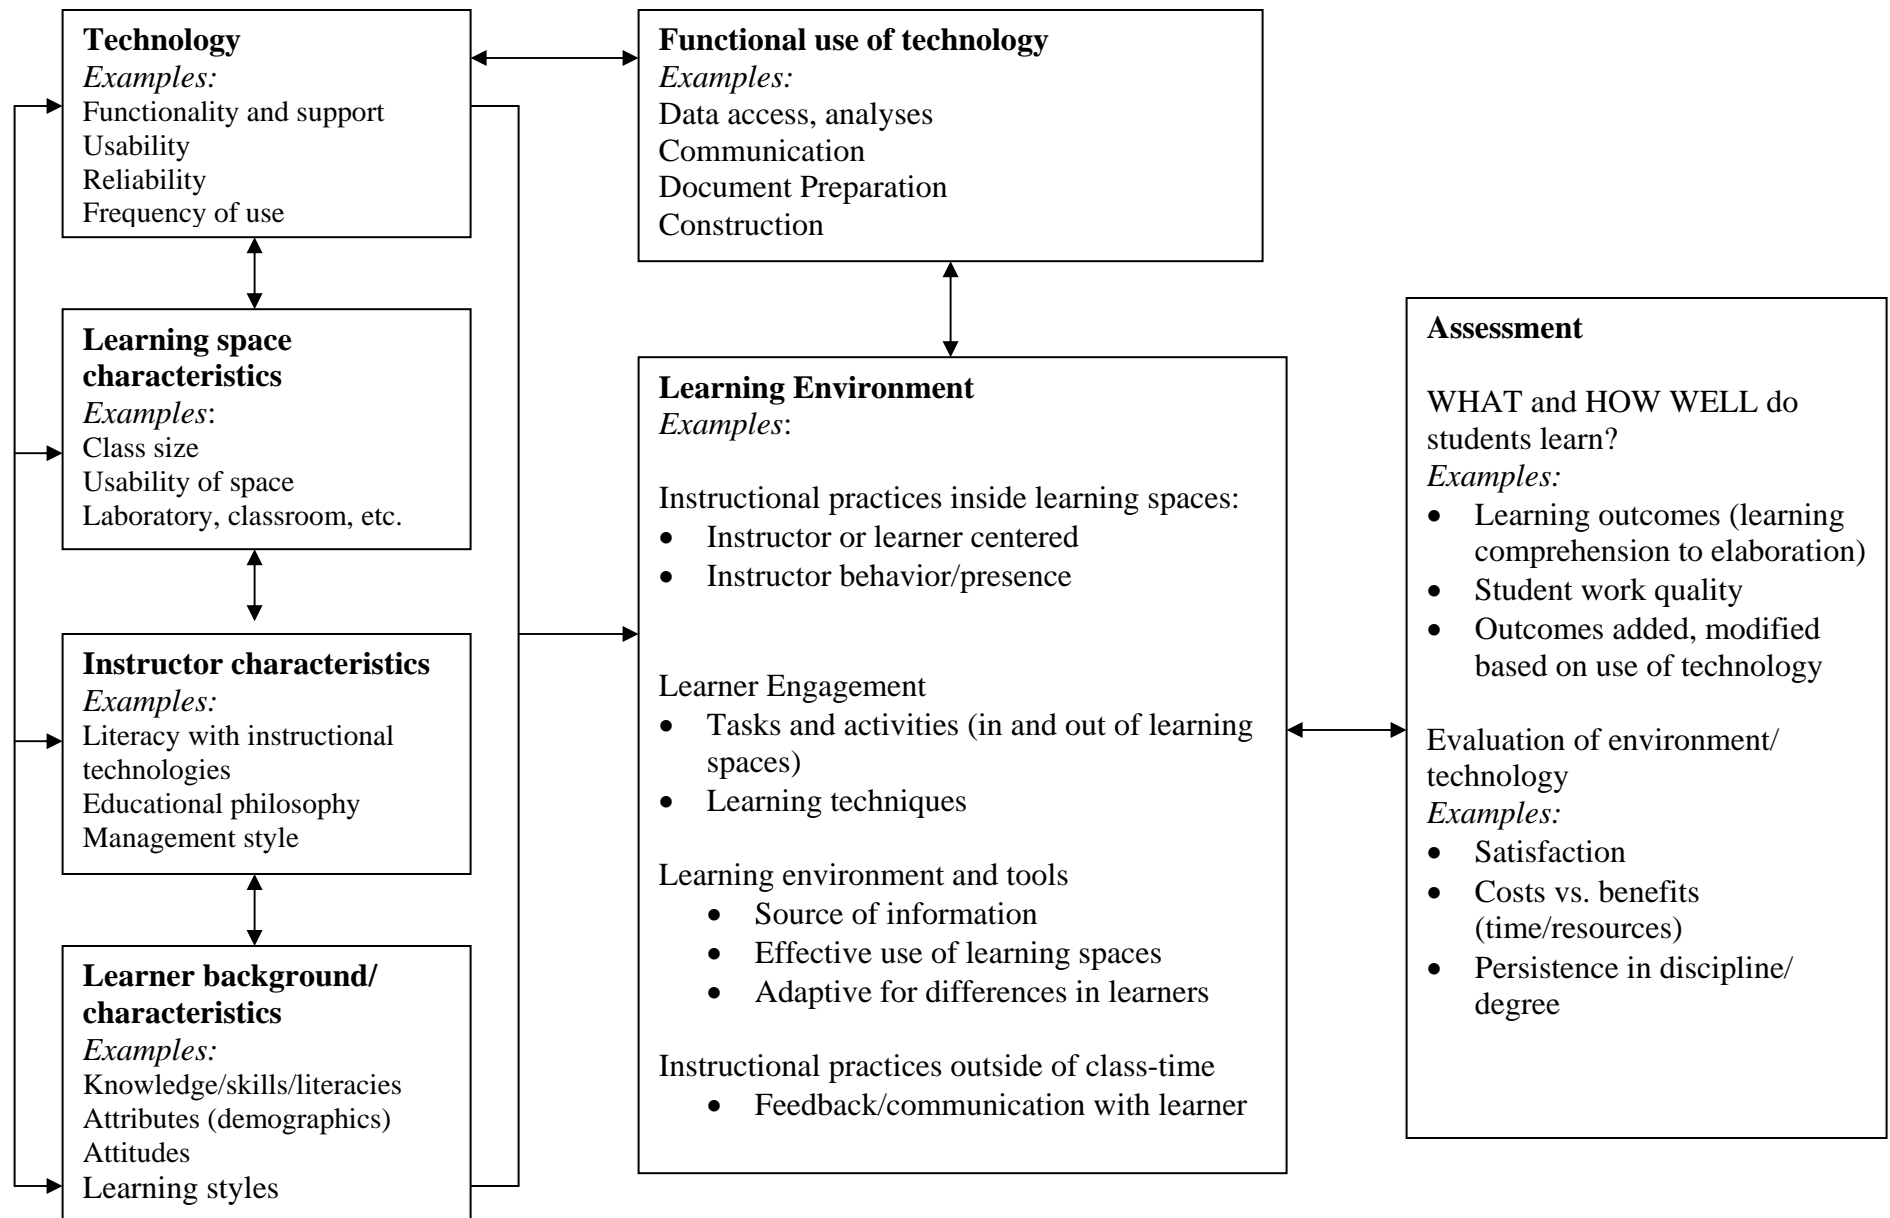 Technology
Examples:
Functionality and support
Usability
Reliability
Frequency of use
Functional use of technology
Examples:
Data access, analyses
Communication
Document Preparation
Construction
Learning space
characteristics
Examples:
Class size
Usability of space
Laboratory, classroom, etc.
Instructor characteristics
Examples:
Literacy with instructional
technologies
Educational philosophy
Management style
Learner background/
characteristics
Examples:
Knowledge/skills/literacies
Attributes (demographics)
Attitudes
Learning styles
Learning Environment
Examples:
Instructional practices inside learning spaces:
• Instructor or learner centered
• Instructor behavior/presence
Learner Engagement
• Tasks and activities (in and out of learning
spaces)
• Learning techniques
Learning environment and tools
• Source of information
• Effective use of learning spaces
• Adaptive for differences in learners
Instructional practices outside of class-time
• Feedback/communication with learner
Assessment
WHAT and HOW WELL do
students learn?
Examples:
• Learning outcomes (learning
comprehension to elaboration)
• Student work quality
• Outcomes added, modified
based on use of technology
Evaluation of environment/
technology
Examples:
• Satisfaction
• Costs vs. benefits
(time/resources)
• Persistence in discipline/
degree